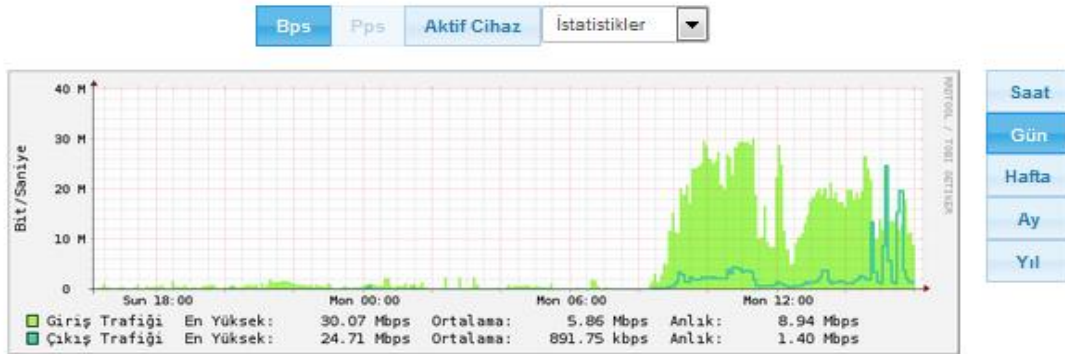 Bps Pps Aktif Cihaz İstatistikler
40 M
30 M
20 M
10 M
0
Bit/Saniye
RRDTOOL / TOBI OETIKER
Sun 18:00 Mon 00:00 Mon 06:00 Mon 12:00
Giriş Trafiği En Yüksek: 30.07 Mbps Ortalama: 5.86 Mbps Anlık: 8.94 Mbps
Çıkış Trafiği En Yüksek: 24.71 Mbps Ortalama: 891.75 kbps Anlık: 1.40 Mbps
Saat
Gün
Hafta
Ay
Yıl